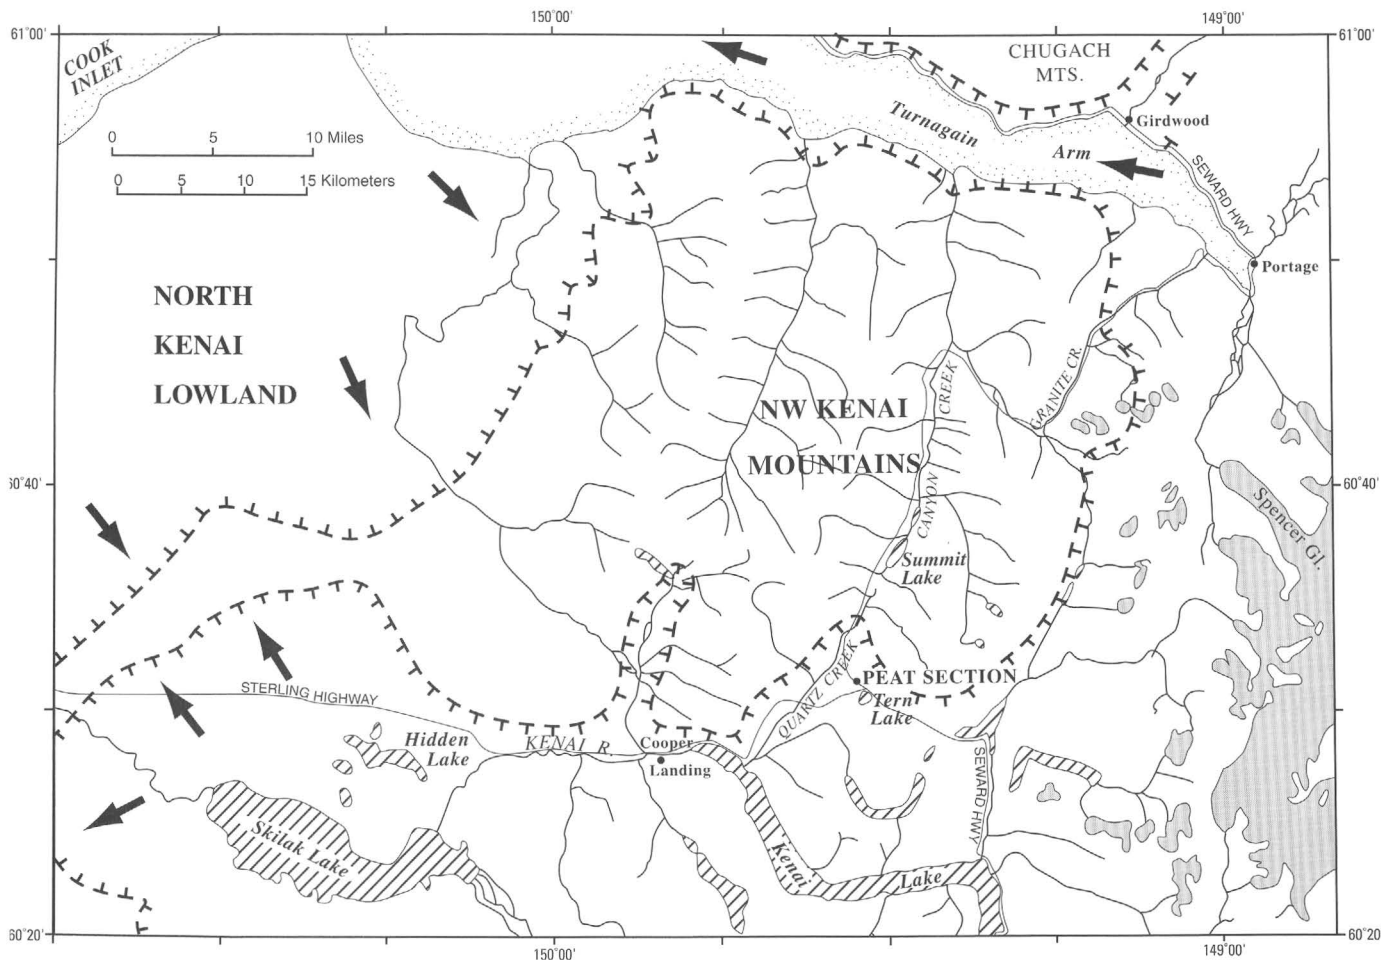 150°00'
149°00'
61°00'
61°00'
COOK
INLET
CHUGACH
MTS.
Turnagain
Arm
Girdwood
0 5 10 Miles
0 5 10 15 Kilometers
SEWARD HWY
Portage
NORTH
KENAI
LOWLAND
GRANITE CR.
NW KENAI
MOUNTAINS
CANYON CREEK
60°40'
60°40'
Spencer Gl.
Summit
Lake
PEAT SECTION
STERLING HIGHWAY
QUARTZ CREEK
Tern
Lake
Hidden
Lake
KENAI R.
Cooper
Landing
SEWARD HWY
Skilak Lake
Kenai
Lake
60°20'
60°20'
150°00'
149°00'